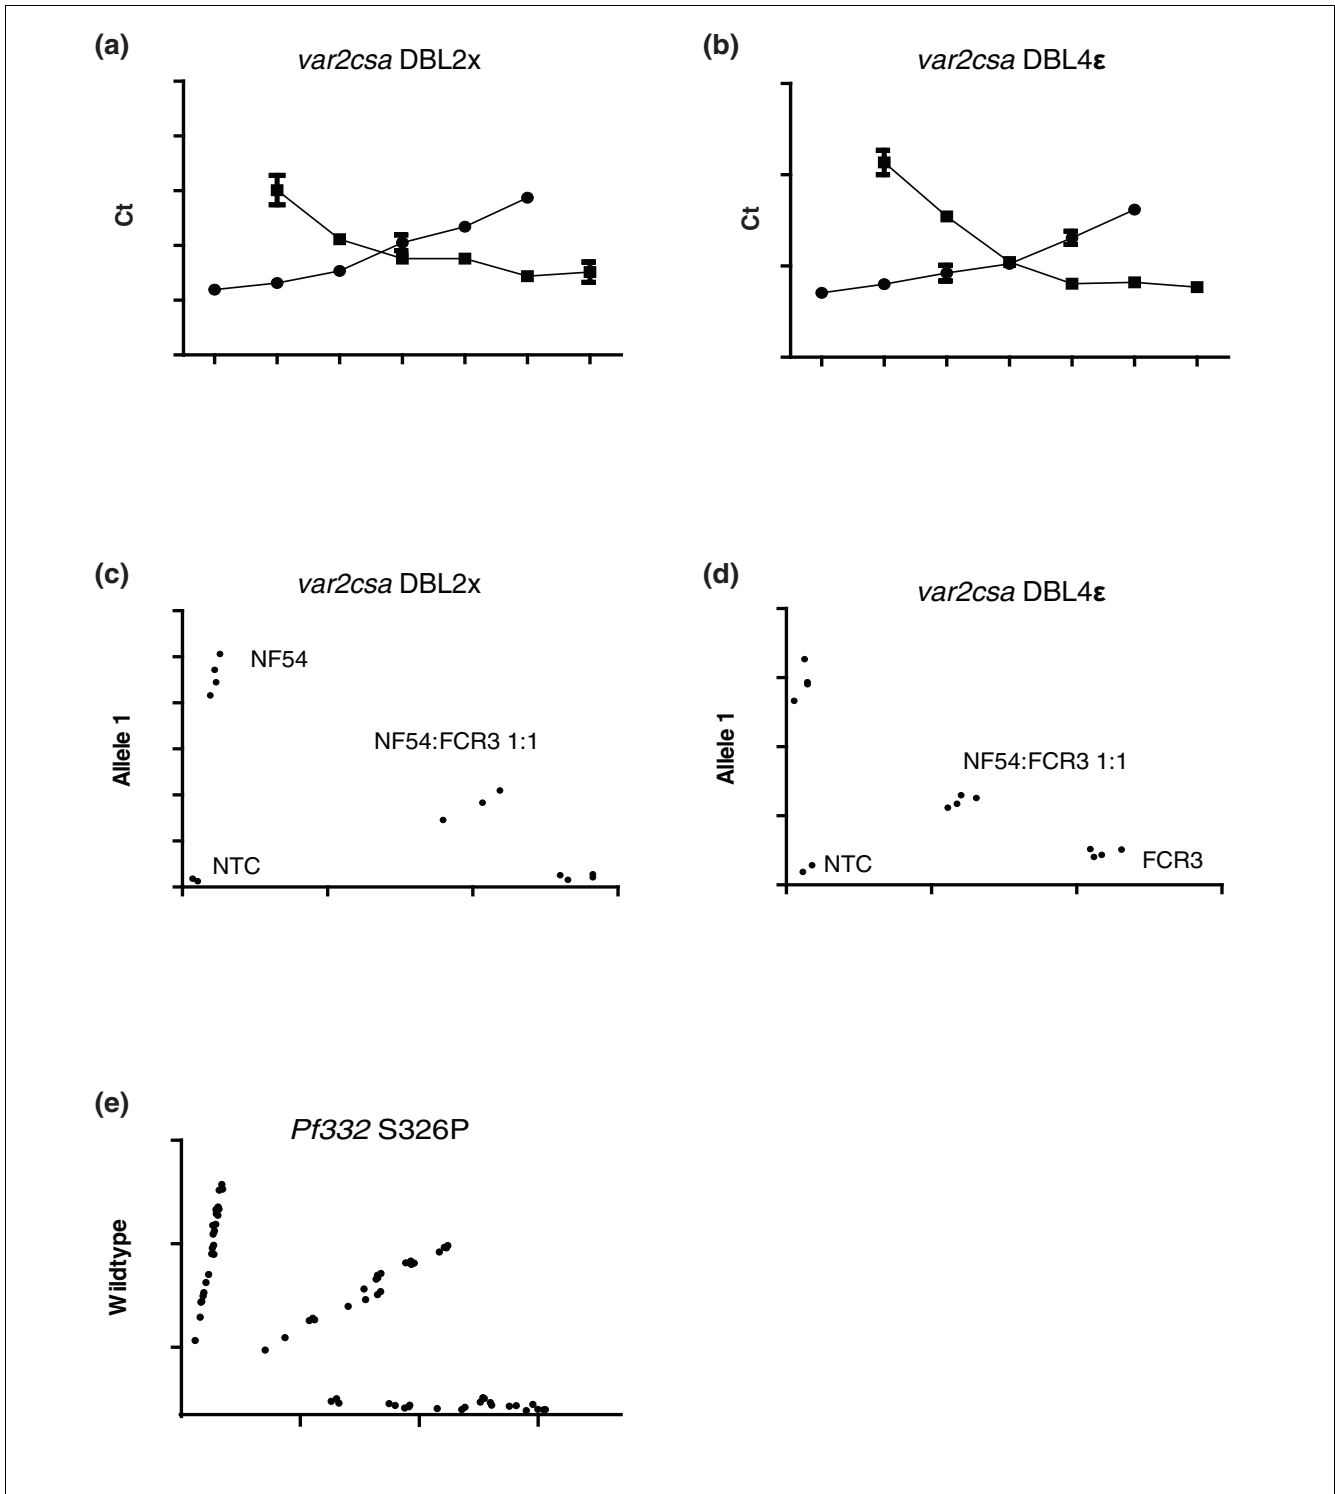 (a)
var2csa DBL2x
Ct
(b)
var2csa DBL4ε
Ct
(c)
var2csa DBL2x
Allele 1
NF54
NF54:FCR3 1:1
NTC
(d)
var2csa DBL4ε
Allele 1
NF54:FCR3 1:1
NTC
FCR3
(e)
Pf332 S326P
Wildtype